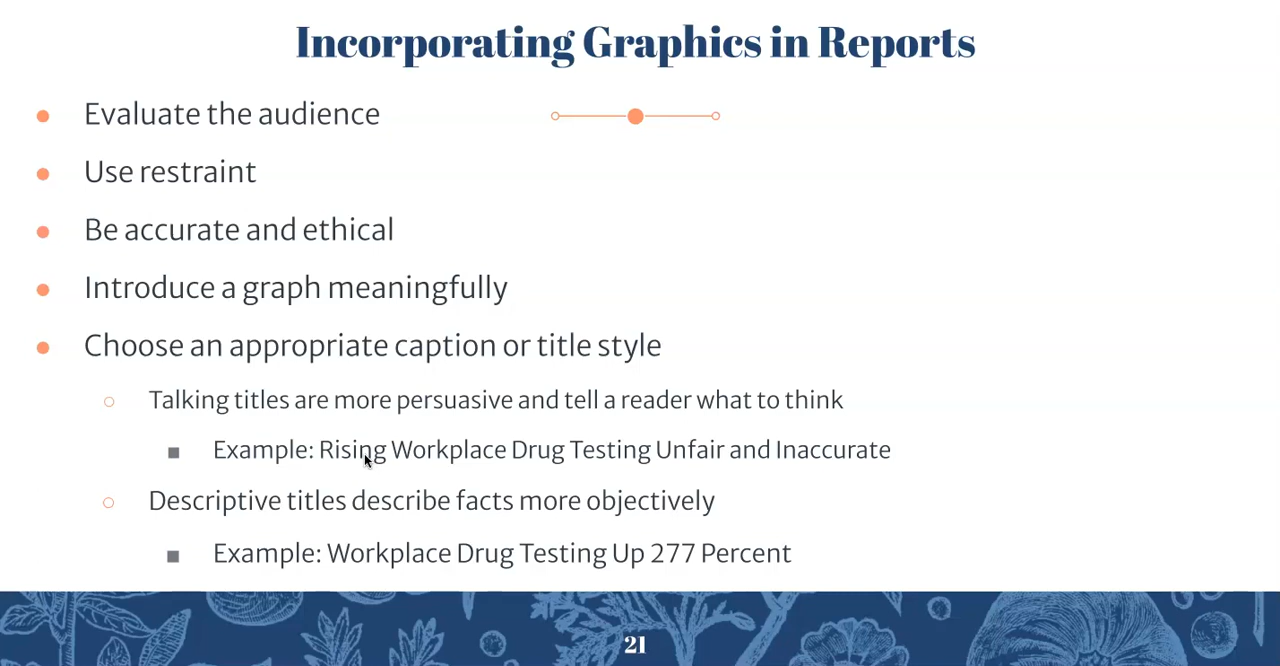 Incorporating Graphics in Reports
Evaluate the audience
Use restraint
Be accurate and ethical
Introduce a graph meaningfully
Choose an appropriate caption or title style
Talking titles are more persuasive and tell a reader what to think
Example: Rising Workplace Drug Testing Unfair and Inaccurate
Descriptive titles describe facts more objectively
Example: Workplace Drug Testing Up 277 Percent
21